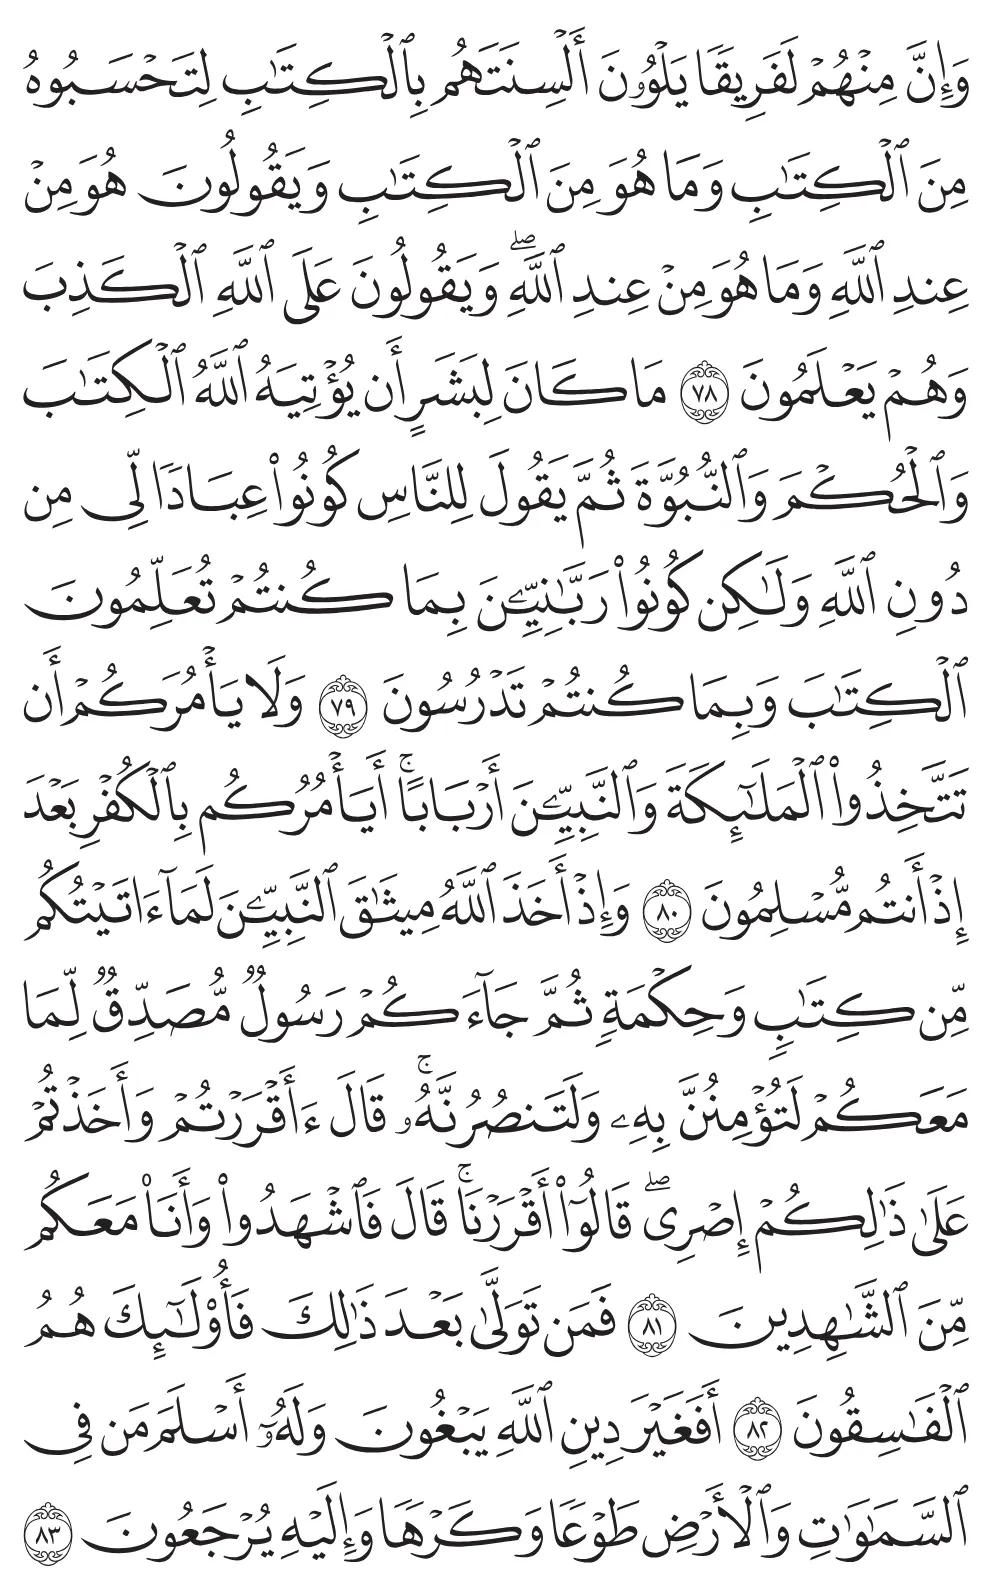 وَإِنَّ مِنْهُمْ لَفَرِيقًا يَلْوُۥنَ أَلْسِنَتَهُم بِٱلْكِتَـٰبِ لِتَحْسَبُوهُ
مِنَ ٱلْكِتَـٰبِ وَمَا هُوَ مِنَ ٱلْكِتَـٰبِ وَيَقُولُونَ هُوَ مِنْ
عِندِ ٱللَّهِ وَمَا هُوَ مِنْ عِندِ ٱللَّهِۖ وَيَقُولُونَ عَلَى ٱللَّهِ ٱلْكَذِبَ
وَهُمْ يَعْلَمُونَ ٧٨ مَا كَانَ لِبَشَرٍ أَن يُؤْتِيَهُ ٱللَّهُ ٱلْكِتَـٰبَ
وَٱلْحُكْمَ وَٱلنُّبُوَّةَ ثُمَّ يَقُولَ لِلنَّاسِ كُونُوا۟ عِبَادًا لِّى مِن
دُونِ ٱللَّهِ وَلَـٰكِن كُونُوا۟ رَبَّـٰنِيِّـۧنَ بِمَا كُنتُمْ تُعَلِّمُونَ
ٱلْكِتَـٰبَ وَبِمَا كُنتُمْ تَدْرُسُونَ ٧٩ وَلَا يَأْمُرَكُمْ أَن
تَتَّخِذُوا۟ ٱلْمَلَـٰٓئِكَةَ وَٱلنَّبِيِّـۧنَ أَرْبَابًاۚ أَيَأْمُرُكُم بِٱلْكُفْرِ بَعْدَ
إِذْ أَنتُم مُّسْلِمُونَ ٨٠ وَإِذْ أَخَذَ ٱللَّهُ مِيثَـٰقَ ٱلنَّبِيِّـۧنَ لَمَآ ءَاتَيْتُكُم
مِّن كِتَـٰبٍ وَحِكْمَةٍ ثُمَّ جَآءَكُمْ رَسُولٌ مُّصَدِّقٌ لِّمَا
مَعَكُمْ لَتُؤْمِنُنَّ بِهِۦ وَلَتَنصُرُنَّهُۥۚ قَالَ ءَأَقْرَرْتُمْ وَأَخَذْتُمْ
عَلَىٰ ذَٰلِكُمْ إِصْرِىۖ قَالُوٓا۟ أَقْرَرْنَاۚ قَالَ فَٱشْهَدُوا۟ وَأَنَا۠ مَعَكُم
مِّنَ ٱلشَّـٰهِدِينَ ٨١ فَمَن تَوَلَّىٰ بَعْدَ ذَٰلِكَ فَأُو۟لَـٰٓئِكَ هُمُ
ٱلْفَـٰسِقُونَ ٨٢ أَفَغَيْرَ دِينِ ٱللَّهِ يَبْغُونَ وَلَهُۥٓ أَسْلَمَ مَن فِى
ٱلسَّمَـٰوَٰتِ وَٱلْأَرْضِ طَوْعًا وَكَرْهًا وَإِلَيْهِ يُرْجَعُونَ ٨٣